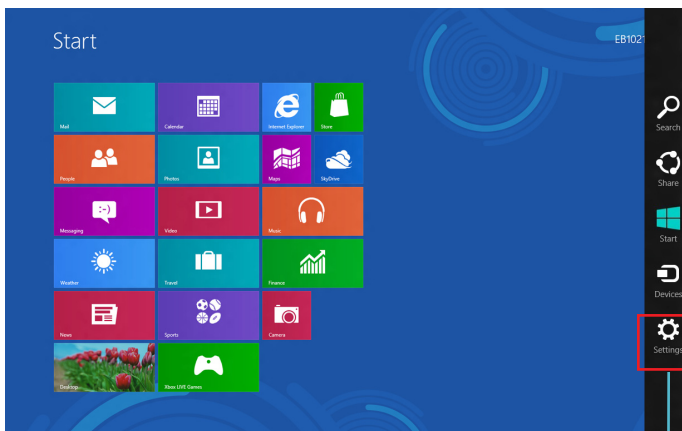 Start
EB1021
Mail
Calendar
Internet Explorer
Store
People
Photos
Maps
SkyDrive
Messaging
:-)
Video
Music
Weather
Travel
Finance
News
Sports
Camera
Desktop
Xbox LIVE Games
Search
Share
Start
Devices
Settings